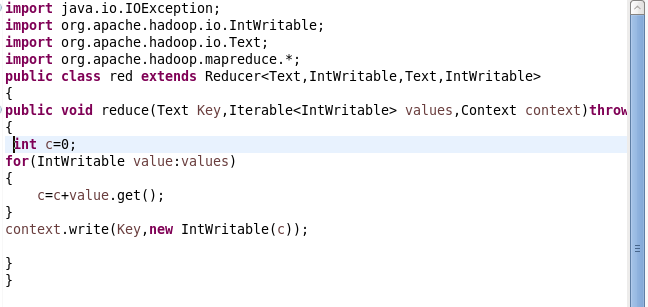 import java.io.IOException;
import org.apache.hadoop.io.IntWritable;
import org.apache.hadoop.io.Text;
import org.apache.hadoop.mapreduce.*;
public class red extends Reducer<Text,IntWritable,Text,IntWritable>
{
public void reduce(Text Key,Iterable<IntWritable> values,Context context)throw
{
int c=0;
for(IntWritable value:values)
{
    c=c+value.get();
}
context.write(Key,new IntWritable(c));
}
}